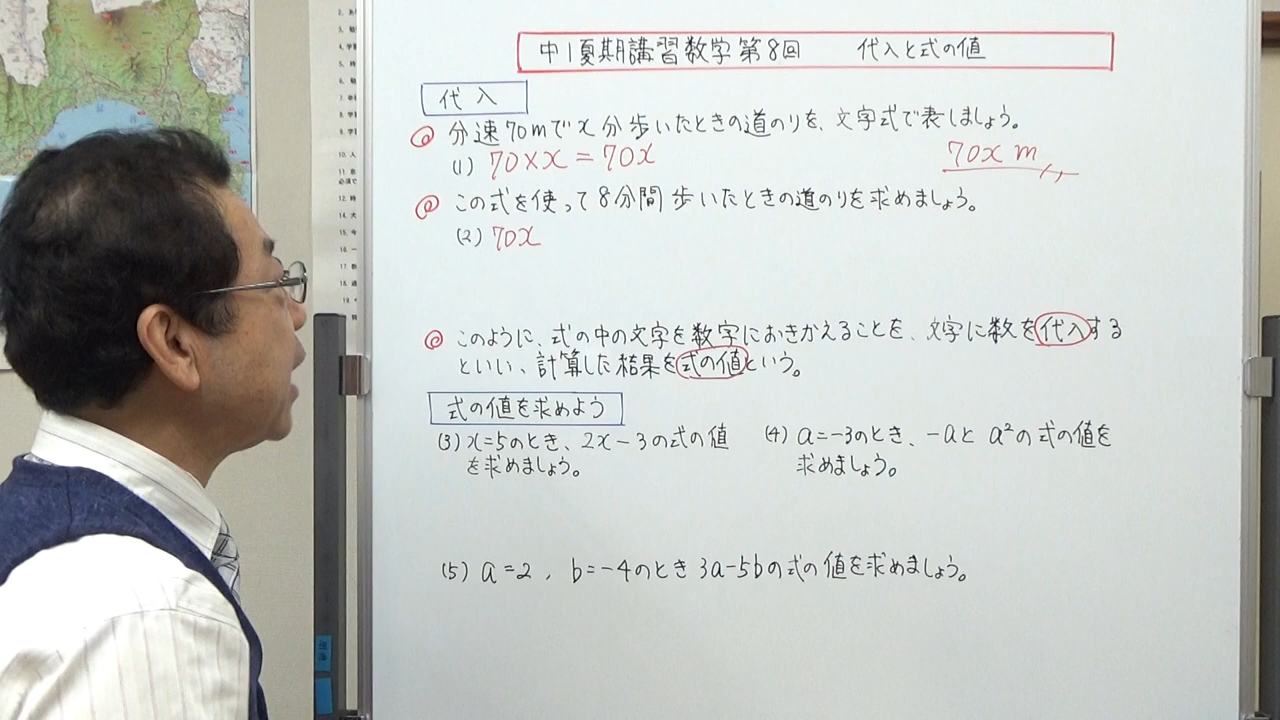 中1夏期講習数学第8回 代入と式の値
代入
分速70mでx分歩いたときの道のりを、文字式で表しましょう。
(1) 70×x=70x 70x m
この式を使って8分間歩いたときの道のりを求めましょう。
(2) 70x
このように、式の中の文字を数字におきかえることを、文字に数を代入する
といい、計算した結果を式の値という。
式の値を求めよう
(3) x=5のとき、2x-3の式の値
を求めましょう。
(4) a=-3のとき、-aとa²の式の値を
求めましょう。
(5) a=2, b=-4のとき3a-5bの式の値を求めましょう。